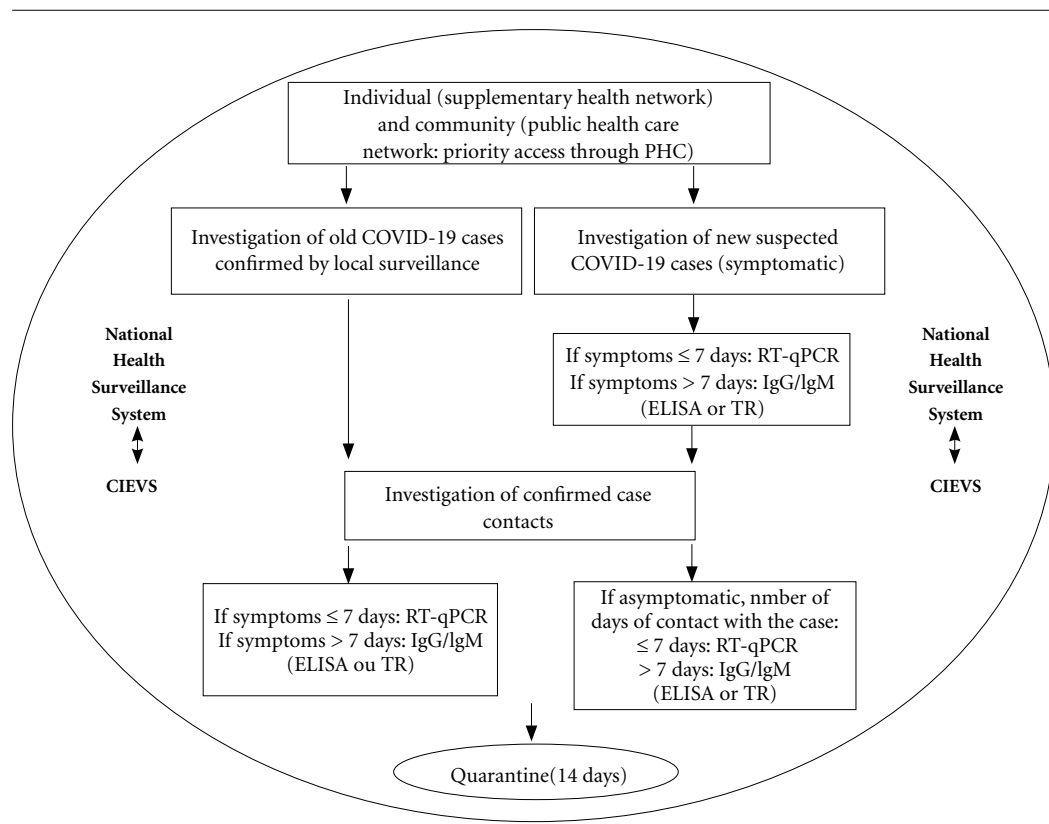 Individual (supplementary health network)
and community (public health care
network: priority access through PHC)
Investigation of old COVID-19 cases
confirmed by local surveillance
Investigation of new suspected
COVID-19 cases (symptomatic)
National
Health
Surveillance
System
CIEVS
If symptoms ≤ 7 days: RT-qPCR
If symptoms > 7 days: IgG/lgM
(ELISA or TR)
National
Health
Surveillance
System
CIEVS
Investigation of confirmed case
contacts
If symptoms ≤ 7 days: RT-qPCR
If symptoms > 7 days: IgG/lgM
(ELISA ou TR)
If asymptomatic, nmber of
days of contact with the case:
≤ 7 days: RT-qPCR
> 7 days: IgG/lgM
(ELISA or TR)
Quarantine(14 days)